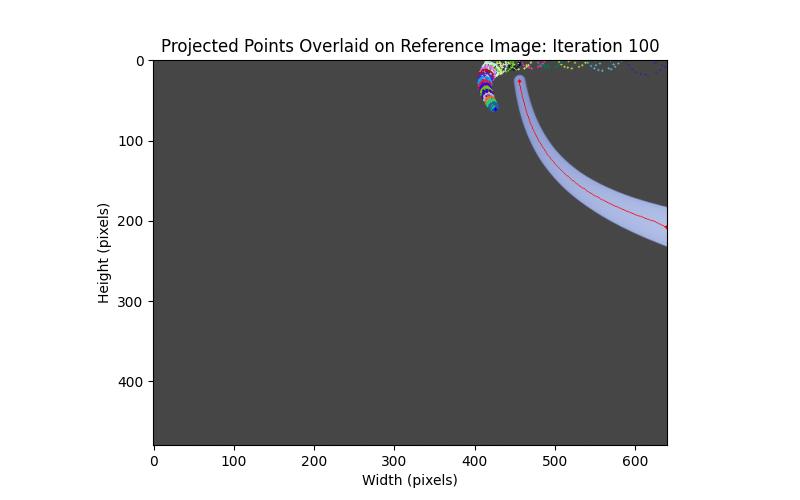 Projected Points Overlaid on Reference Image: Iteration 100
0
100
200
300
400
Height (pixels)
0 100 200 300 400 500 600
Width (pixels)